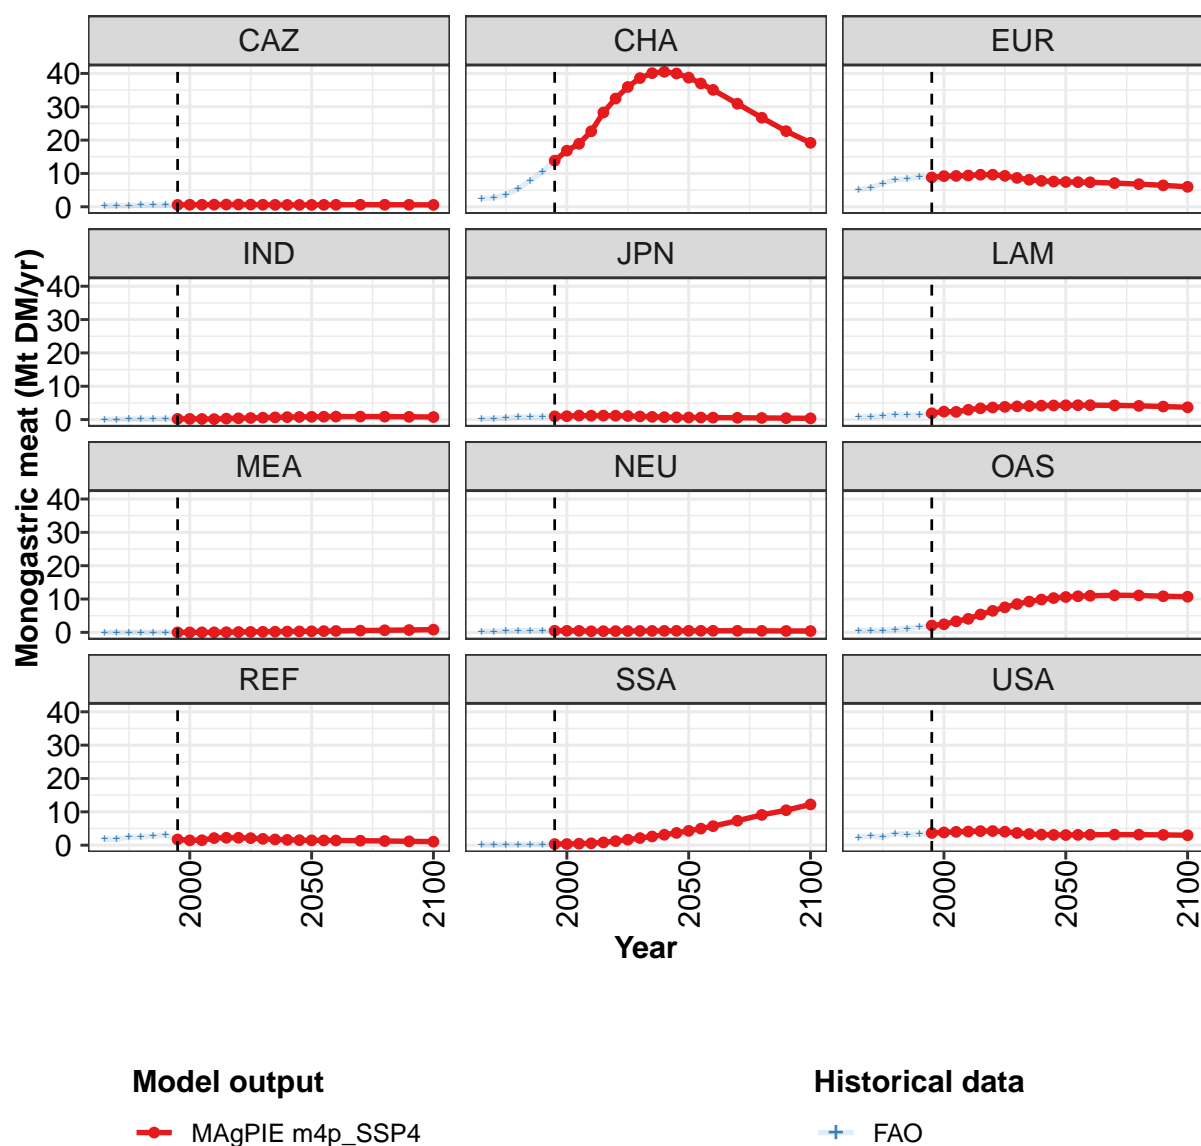 CAZ CHA EUR
40
30
20
10
0
IND JPN LAM
40
30
20
10
0
MEA NEU OAS
40
30
20
10
0
REF SSA USA
40
30
20
10
0
Monogastric meat (Mt DM/yr)
2000 2050 2100 2000 2050 2100 2000 2050 2100
Year
Model output
MAgPIE m4p_SSP4
Historical data
FAO